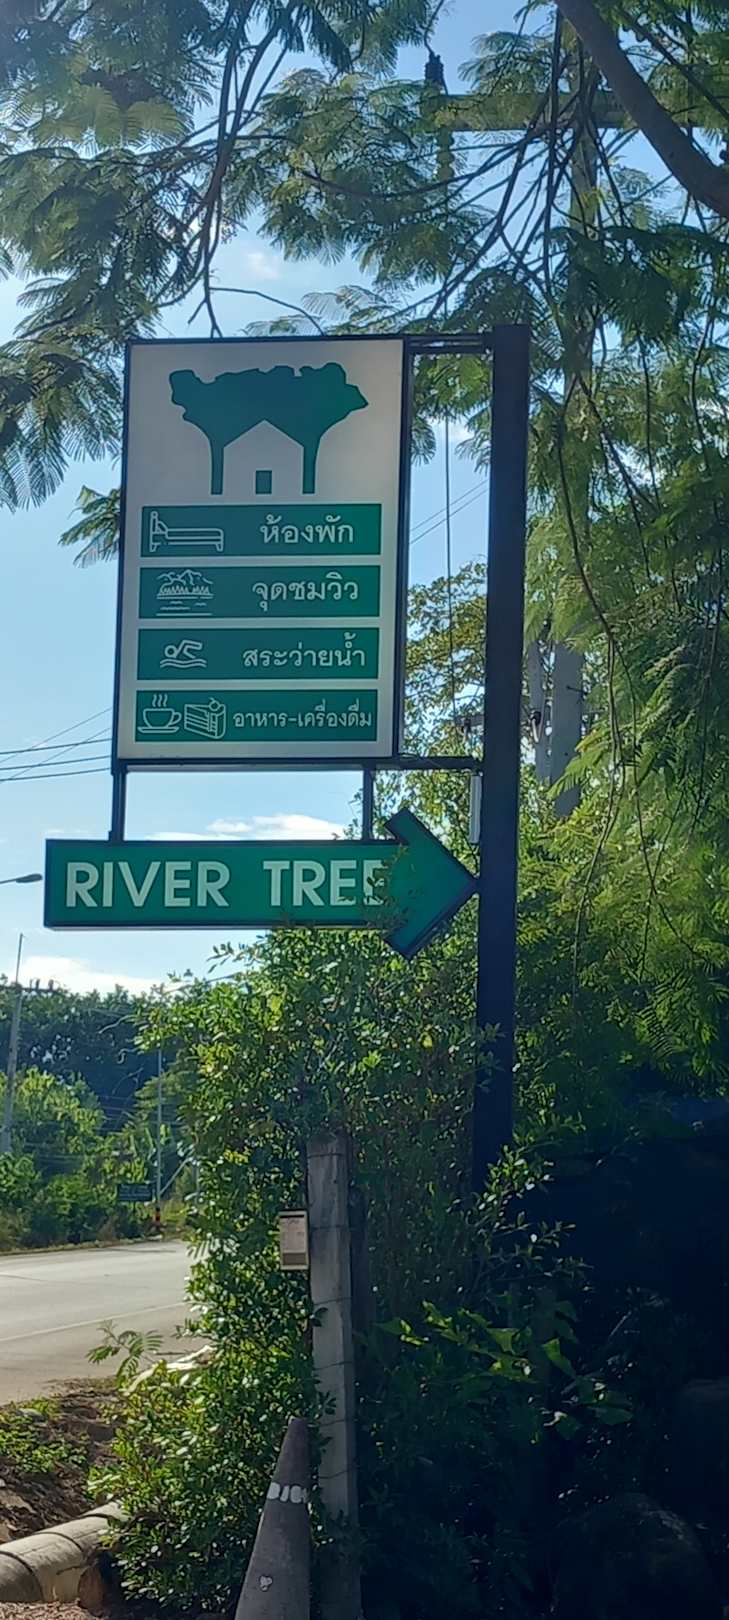 ห้องพัก
จุดชมวิว
สระว่ายน้ำ
อาหาร-เครื่องดื่ม
RIVER TREE